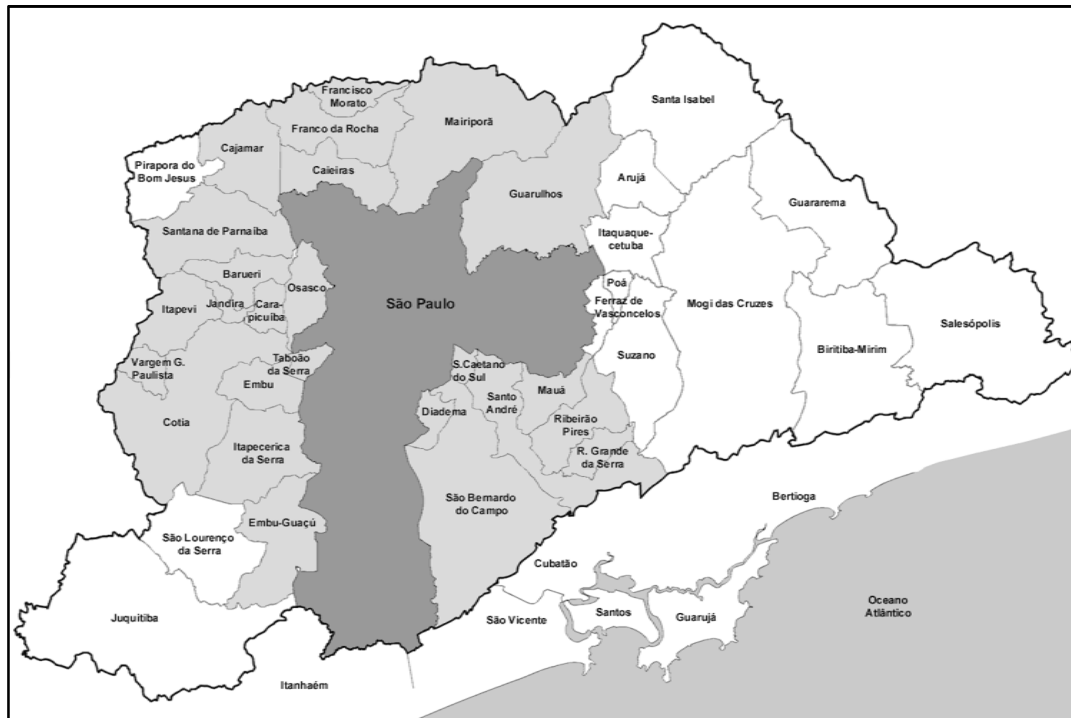 Francisco
Morato
Santa Isabel
Mairiporã
Franco da Rocha
Cajamar
Pirapora do
Bom Jesus
Caieiras
Arujá
Guarulhos
Guararema
Santana de Parnaíba
Itaquaque-
cetuba
Barueri
Osasco
Poá
São Paulo
Mogi das Cruzes
Itapevi
Jandira
Cara-
picuíba
Ferraz de
Vasconcelos
Salesópolis
Suzano
Biritiba-Mirim
Vargem G.
Paulista
Taboão
da Serra
S.Caetano
do Sul
Embu
Mauá
Santo
André
Diadema
Cotia
Ribeirão
Pires
Itapecerica
da Serra
R. Grande
da Serra
São Bernardo
do Campo
Bertioga
Embu-Guaçú
São Lourenço
da Serra
Cubatão
Oceano
Atlântico
Juquitiba
São Vicente
Santos
Guarujá
Itanhaém